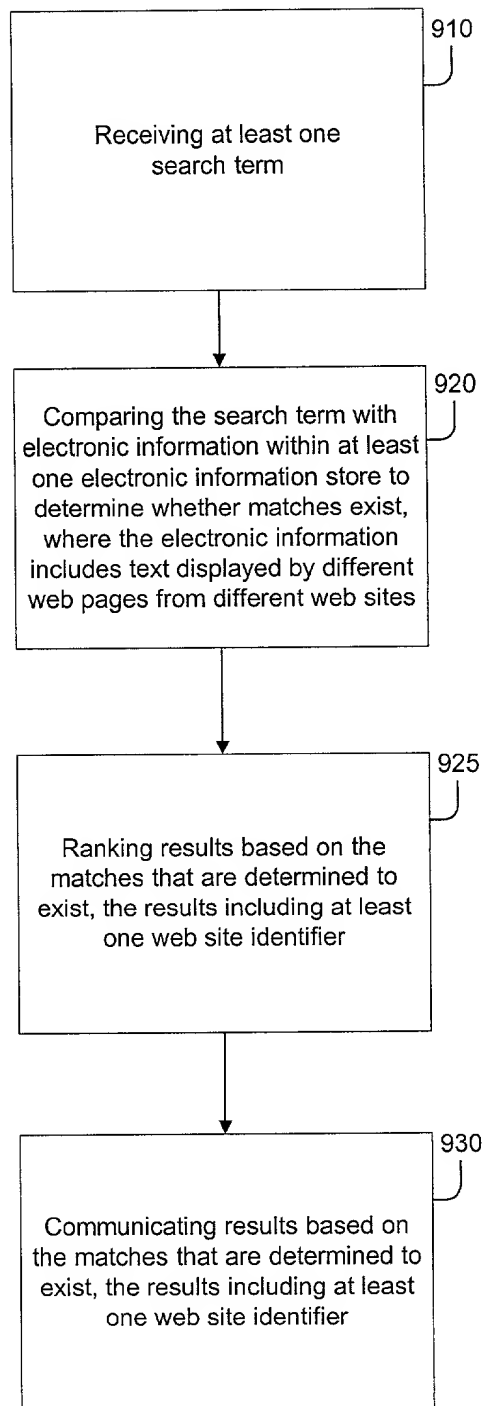 910
Receiving at least one
search term
920
Comparing the search term with
electronic information within at least
one electronic information store to
determine whether matches exist,
where the electronic information
includes text displayed by different
web pages from different web sites
925
Ranking results based on the
matches that are determined to
exist, the results including at least
one web site identifier
930
Communicating results based on
the matches that are determined to
exist, the results including at least
one web site identifier